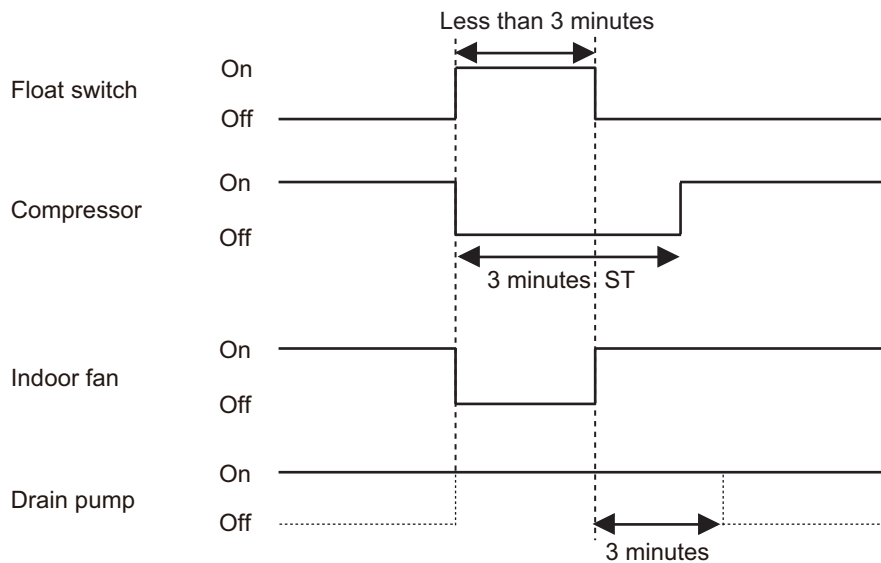 Less than 3 minutes
On
Float switch
Off
On
Compressor
Off
3 minutes ST
On
Indoor fan
Off
On
Drain pump
Off
3 minutes